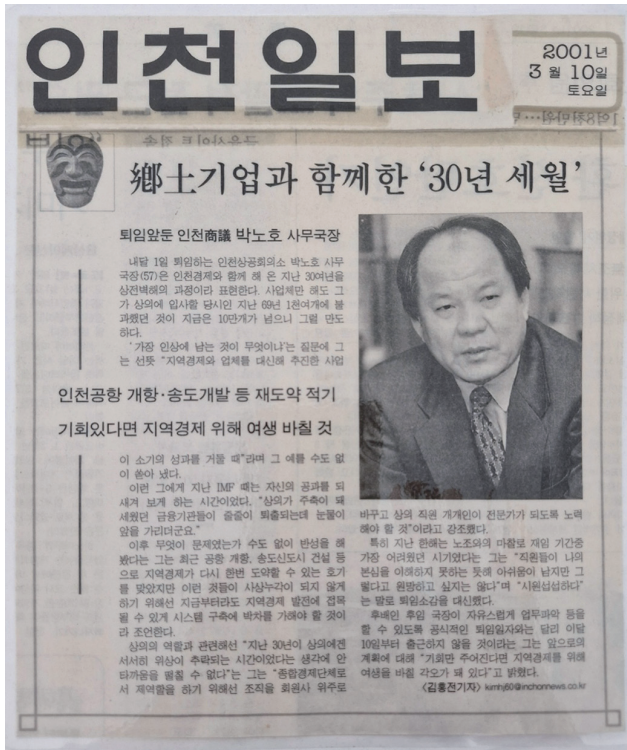 인천일보
2001년
3월 10일
토요일
鄕土기업과 함께한 '30년 세월'
퇴임앞둔 인천商議 박노호 사무국장
내달 1일 퇴임하는 인천상공회의소 박노호 사무
국장(57)은 인천경제와 함께 해 온 지난 30여년을
상전벽해의 과정이라 표현한다. 사업체만 해도 그
가 상의에 입사할 당시인 지난 69년 1천여개에 불
과했던 것이 지금은 10만개가 넘으니 그럴 만도
하다.
'가장 인상에 남는 것이 무엇이냐'는 질문에 그
는 선뜻 "지역경제와 업체를 대신해 추진한 사업
인천공항 개항·송도개발 등 재도약 적기
기회있다면 지역경제 위해 여생 바칠 것
이 소기의 성과를 거둘 때"라며 그 예를 수도 없
이 쏟아 냈다.
이런 그에게 지난 IMF 때는 자신의 공과를 되
새겨 보게 하는 시간이었다. "상의가 주축이 돼
세웠던 금융기관들이 줄줄이 퇴출되는데 눈물이
앞을 가리더군요."
이후 무엇이 문제였는가 수도 없이 반성을 해
봤다는 그는 최근 공항 개항, 송도신도시 건설 등
으로 지역경제가 다시 한번 도약할 수 있는 호기
를 맞았지만 이런 것들이 사상누각이 되지 않게
하기 위해선 지금부터라도 지역경제 발전에 접목
될 수 있게 시스템 구축에 박차를 가해야 할 것이
라 조언한다.
상의의 역할과 관련해선 "지난 30년이 상의에겐
서서히 위상이 추락되는 시간이었다는 생각에 안
타까움을 떨칠 수 없다"는 그는 "종합경제단체로
서 제역할을 하기 위해선 조직을 회원사 위주로
바꾸고 상의 직원 개개인이 전문가가 되도록 노력
해야 할 것"이라고 강조했다.
특히 지난 한해는 노조와의 마찰로 재임 기간중
가장 어려웠던 시기였다는 그는 "직원들이 나의
본심을 이해하지 못하는 듯해 아쉬움이 남지만 그
렇다고 원망하고 싶지는 않다"며 "시원섭섭하다"
는 말로 퇴임소감을 대신했다.
후배인 후임 국장이 자유스럽게 업무파악 등을
할 수 있도록 공식적인 퇴임일자와는 달리 이달
10일부터 출근하지 않을 것이라는 그는 앞으로의
계획에 대해 "기회만 주어진다면 지역경제를 위해
여생을 바칠 각오가 돼 있다"고 밝혔다.
〈김홍전기자〉 kimhj60@inchonnews.co.kr